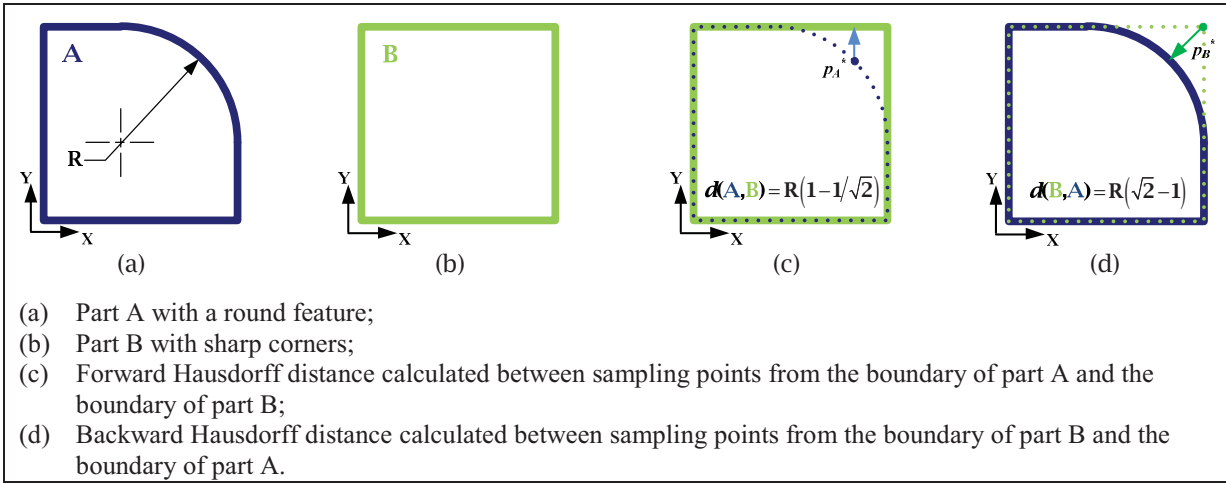 A
R
Y
X
(a)
B
Y
X
(b)
p_A*
d(A,B)=R(1−1/√2)
Y
X
(c)
p_B*
d(B,A)=R(√2−1)
Y
X
(d)
(a) Part A with a round feature;
(b) Part B with sharp corners;
(c) Forward Hausdorff distance calculated between sampling points from the boundary of part A and the
boundary of part B;
(d) Backward Hausdorff distance calculated between sampling points from the boundary of part B and the
boundary of part A.